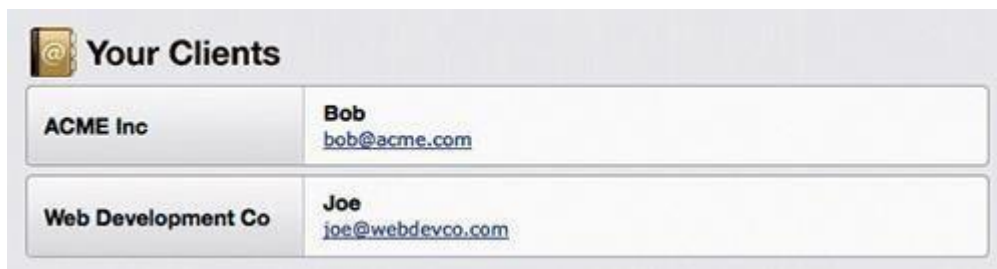 Your Clients
ACME Inc
Bob
bob@acme.com
Web Development Co
Joe
joe@webdevco.com